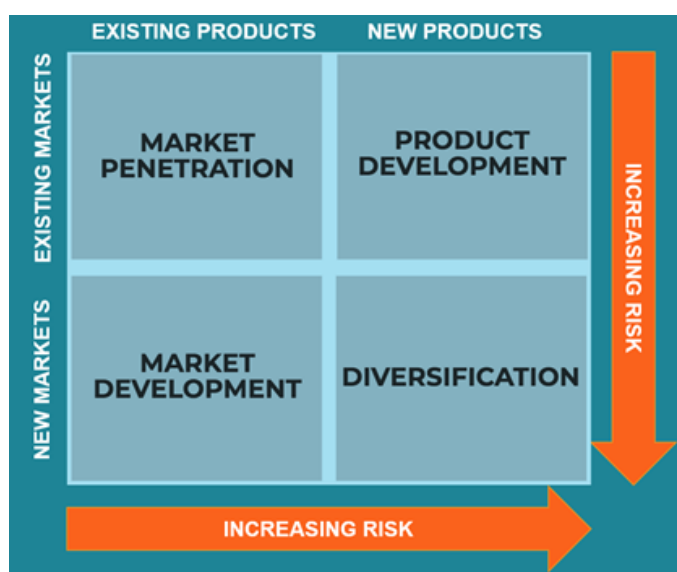 EXISTING PRODUCTS
NEW PRODUCTS
EXISTING MARKETS
MARKET
PENETRATION
PRODUCT
DEVELOPMENT
NEW MARKETS
MARKET
DEVELOPMENT
DIVERSIFICATION
INCREASING RISK
INCREASING RISK